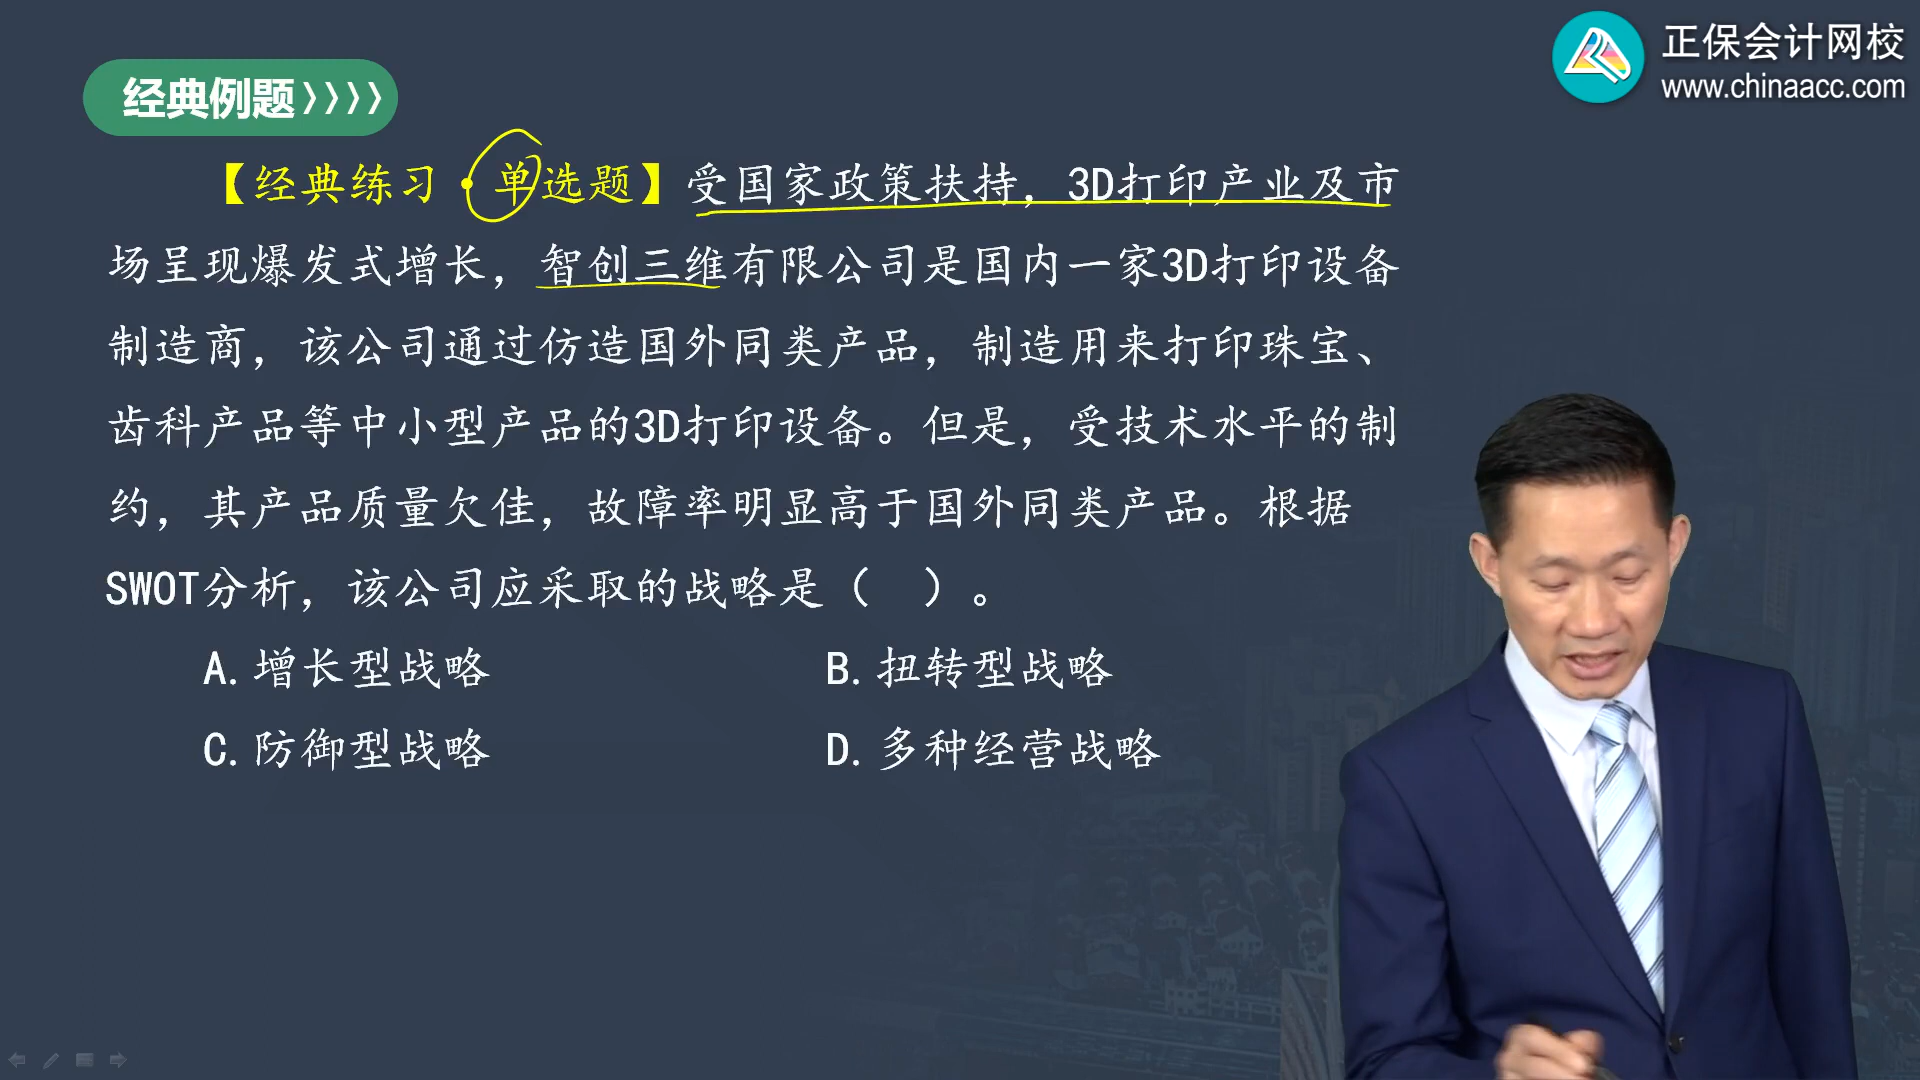 正保会计网校
www.chinaacc.com
经典例题
【经典练习·单选题】受国家政策扶持，3D打印产业及市
场呈现爆发式增长，智创三维有限公司是国内一家3D打印设备
制造商，该公司通过仿造国外同类产品，制造用来打印珠宝、
齿科产品等中小型产品的3D打印设备。但是，受技术水平的制
约，其产品质量欠佳，故障率明显高于国外同类产品。根据
SWOT分析，该公司应采取的战略是（ ）。
A.增长型战略 B.扭转型战略
C.防御型战略 D.多种经营战略